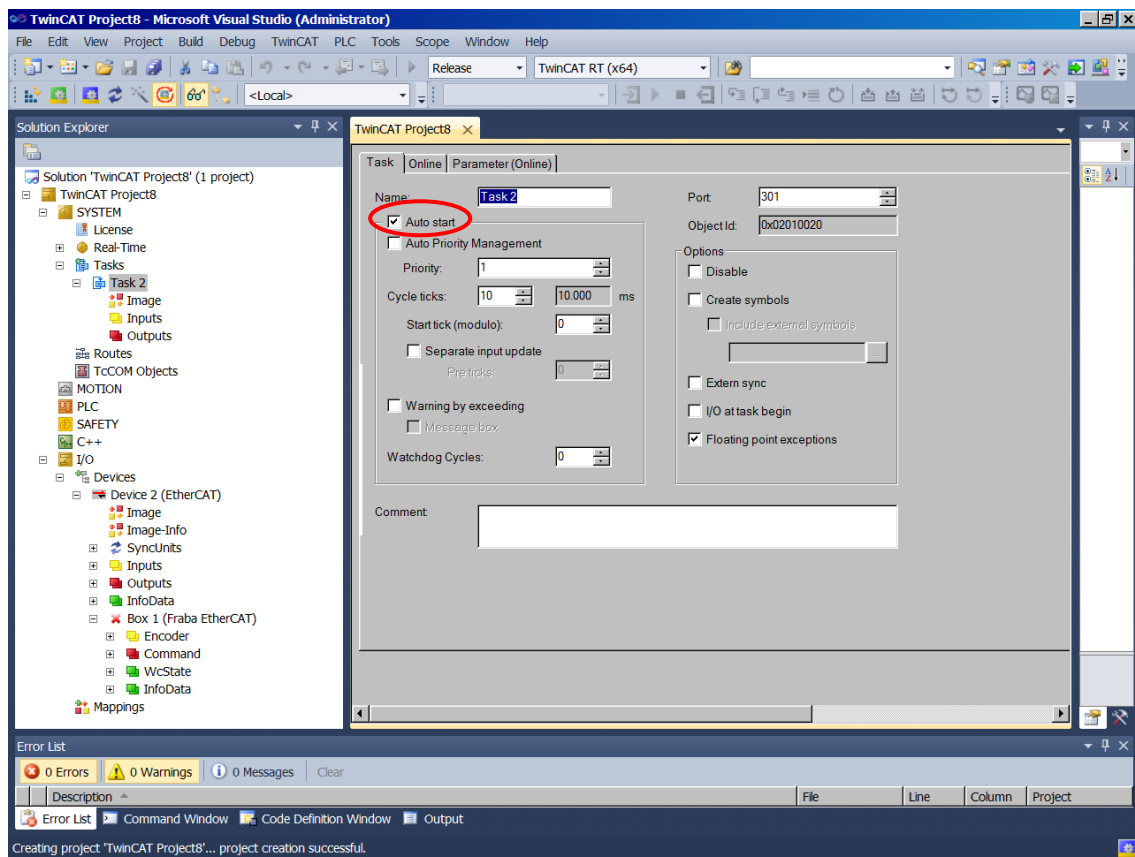 TwinCAT Project8 - Microsoft Visual Studio (Administrator)
File Edit View Project Build Debug TwinCAT PLC Tools Scope Window Help
Release TwinCAT RT (x64)
<Local>
Solution Explorer
Solution 'TwinCAT Project8' (1 project)
TwinCAT Project8
SYSTEM
License
Real-Time
Tasks
Task 2
Image
Inputs
Outputs
Routes
TcCOM Objects
MOTION
PLC
SAFETY
C++
I/O
Devices
Device 2 (EtherCAT)
Image
Image-Info
SyncUnits
Inputs
Outputs
InfoData
Box 1 (Fraba EtherCAT)
Encoder
Command
WcState
InfoData
Mappings
TwinCAT Project8
Task Online Parameter (Online)
Name: Task 2
Auto start
Auto Priority Management
Priority: 1
Cycle ticks: 10 10.000 ms
Start tick (modulo): 0
Separate input update
Pre ticks: 0
Warning by exceeding
Message box
Watchdog Cycles: 0
Port: 301
Object Id: 0x02010020
Options
Disable
Create symbols
Include external symbols
...
Extern sync
I/O at task begin
Floating point exceptions
Comment:
Error List
0 Errors 0 Warnings 0 Messages Clear
Description File Line Column Project
Error List Command Window Code Definition Window Output
Creating project 'TwinCAT Project8'... project creation successful.